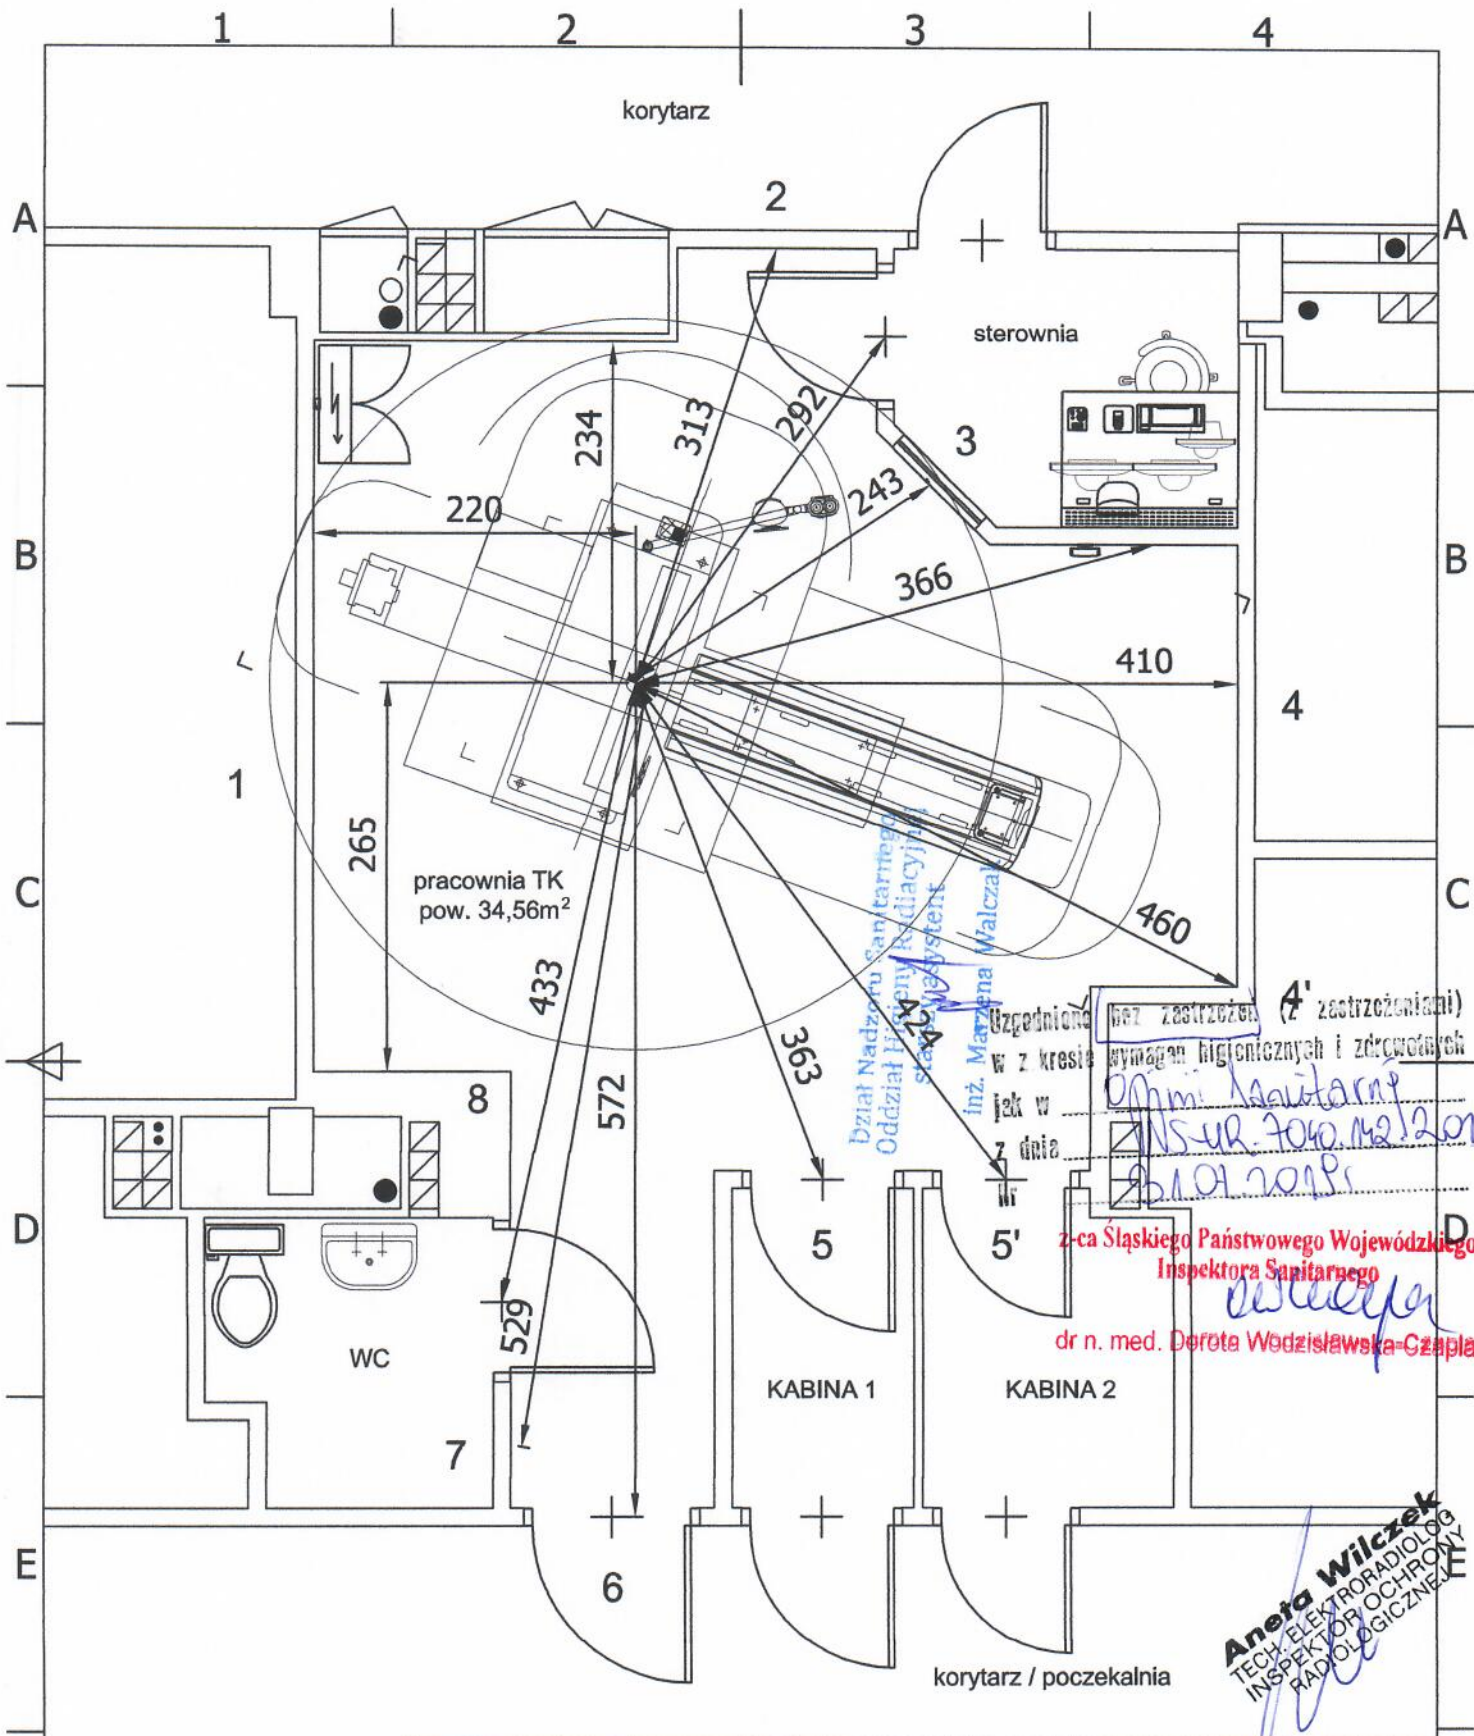 1
2
3
4
korytarz
A
2
A
sterownia
313
292
3
234
243
220
B
366
B
410
4
1
265
pracownia TK
pow. 34,56m²
C
C
460
433
424
363
572
4'
Dział Nadzoru Sanitarnego
Oddział Higieny Radiacyjnej
starszy asystent
inż. Marzena Walczak
Uzgodniono bez zastrzeżeń (z zastrzeżeniami)
w z kresie wymagan higienicznych i zdrowotnych
jak w
z dnia
Nr
8
D
5
5'
D
z-ca Śląskiego Państwowego Wojewódzkiego
Inspektora Sanitarnego
dr n. med. Dorota Wodzisławska-Czapla
529
WC
KABINA 1
KABINA 2
7
E
6
E
Aneta Wilczek
TECH. ELEKTRORADIOLOG
INSPEKTOR OCHRONY
RADIOLOGICZNEJ
korytarz / poczekalnia